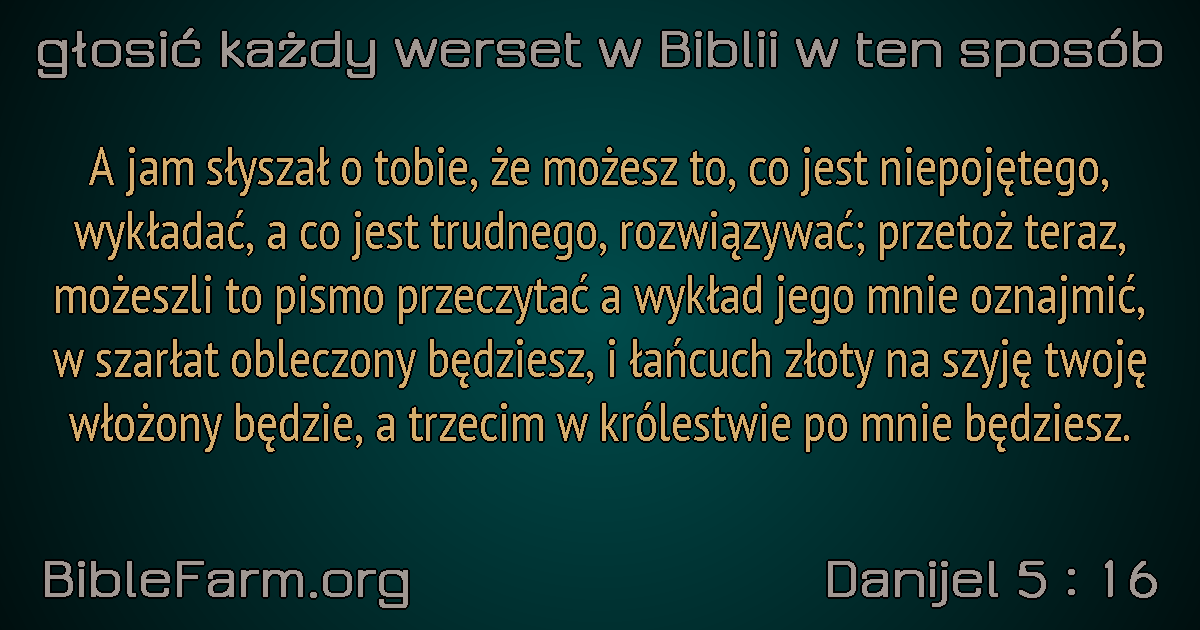 głosić każdy werset w Biblii w ten sposób
A jam słyszał o tobie, że możesz to, co jest niepojętego,
wykładać, a co jest trudnego, rozwiązywać; przetoż teraz,
możeszli to pismo przeczytać a wykład jego mnie oznajmić,
w szarłat obleczony będziesz, i łańcuch złoty na szyję twoję
włożony będzie, a trzecim w królestwie po mnie będziesz.
BibleFarm.org
Danijel 5 : 16